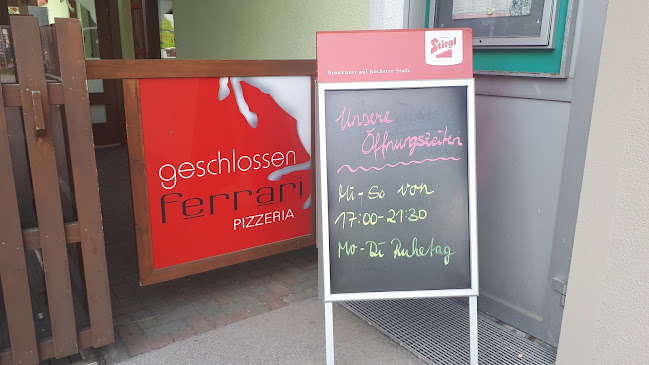 geschlossen
ferrari
PIZZERIA
Stiegl
Braukunst auf höchster Stufe.
Unsere
Öffnungszeiten
Mi-So von
17:00-21:30
Mo-Di Ruhetag